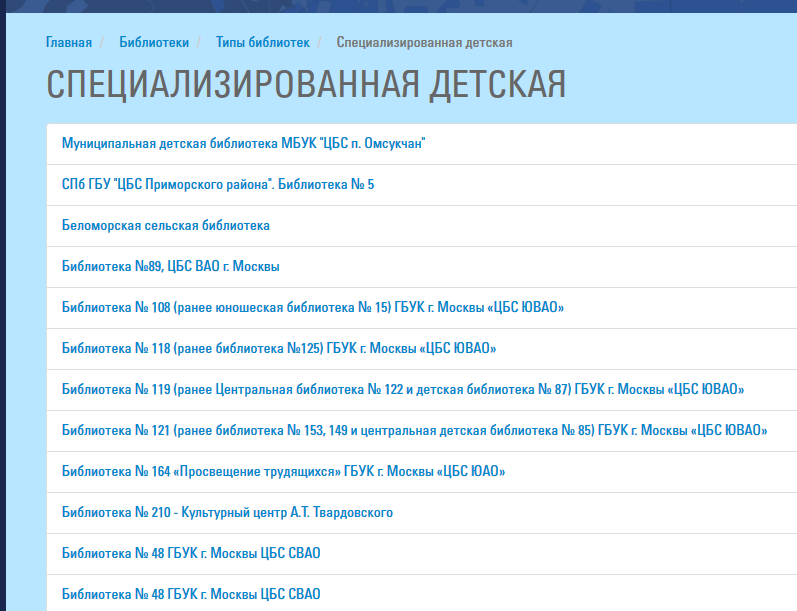 Главная / Библиотеки / Типы библиотек / Специализированная детская
СПЕЦИАЛИЗИРОВАННАЯ ДЕТСКАЯ
Муниципальная детская библиотека МБУК "ЦБС п. Омсукчан"
СПб ГБУ "ЦБС Приморского района". Библиотека № 5
Беломорская сельская библиотека
Библиотека №89, ЦБС ВАО г. Москвы
Библиотека № 108 (ранее юношеская библиотека № 15) ГБУК г. Москвы «ЦБС ЮВАО»
Библиотека № 118 (ранее библиотека №125) ГБУК г. Москвы «ЦБС ЮВАО»
Библиотека № 119 (ранее Центральная библиотека № 122 и детская библиотека № 87) ГБУК г. Москвы «ЦБС ЮВАО»
Библиотека № 121 (ранее библиотека № 153, 149 и центральная детская библиотека № 85) ГБУК г. Москвы «ЦБС ЮВАО»
Библиотека № 164 «Просвещение трудящихся» ГБУК г. Москвы «ЦБС ЮАО»
Библиотека № 210 - Культурный центр А.Т. Твардовского
Библиотека № 48 ГБУК г. Москвы ЦБС СВАО
Библиотека № 48 ГБУК г. Москвы ЦБС СВАО